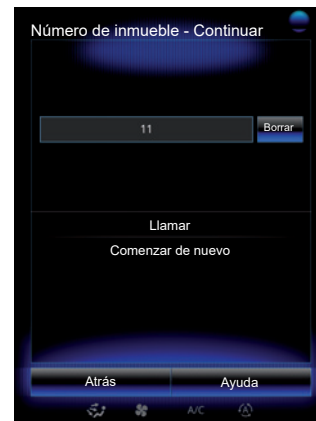 Número de inmueble - Continuar
11
Borrar
Llamar
Comenzar de nuevo
Atrás
Ayuda
A/C
A